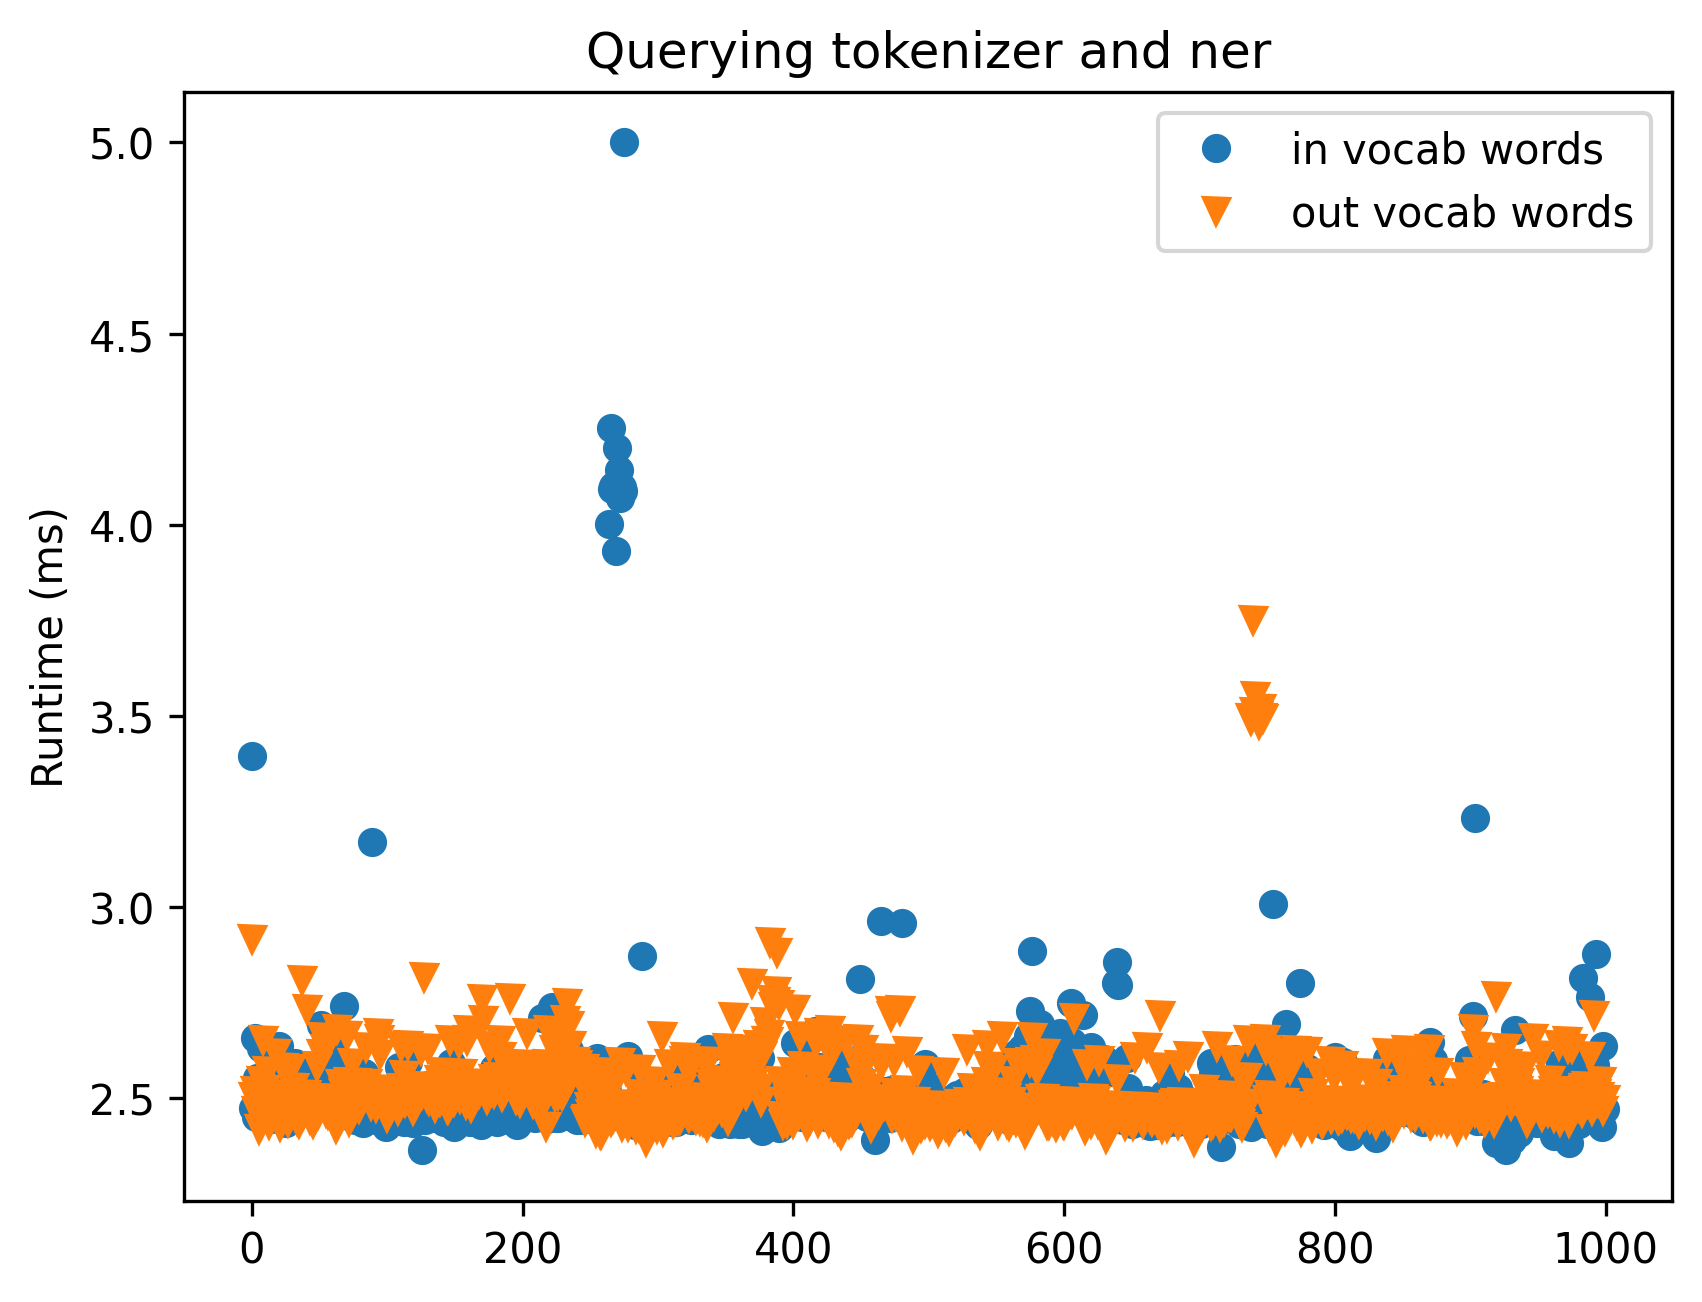 Querying tokenizer and ner
in vocab words
out vocab words
Runtime (ms)
5.0
4.5
4.0
3.5
3.0
2.5
0 200 400 600 800 1000